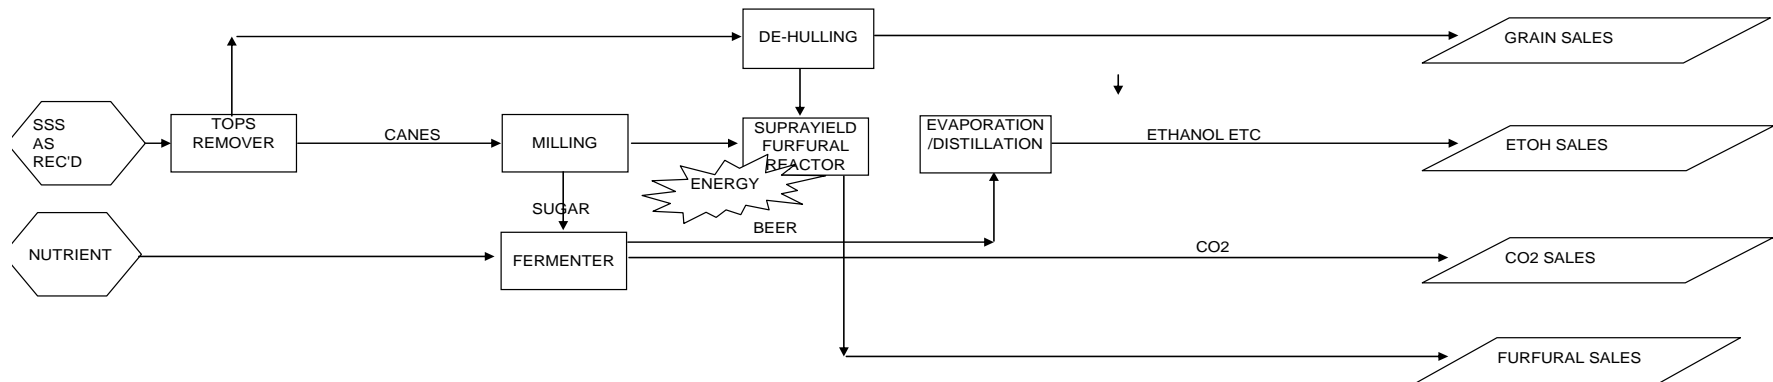 DE-HULLING
GRAIN SALES
SSS
AS
REC'D
TOPS
REMOVER
CANES
MILLING
SUPRAYIELD
FURFURAL
REACTOR
ENERGY
EVAPORATION
/DISTILLATION
ETHANOL ETC
ETOH SALES
SUGAR
BEER
NUTRIENT
FERMENTER
CO2
CO2 SALES
FURFURAL SALES